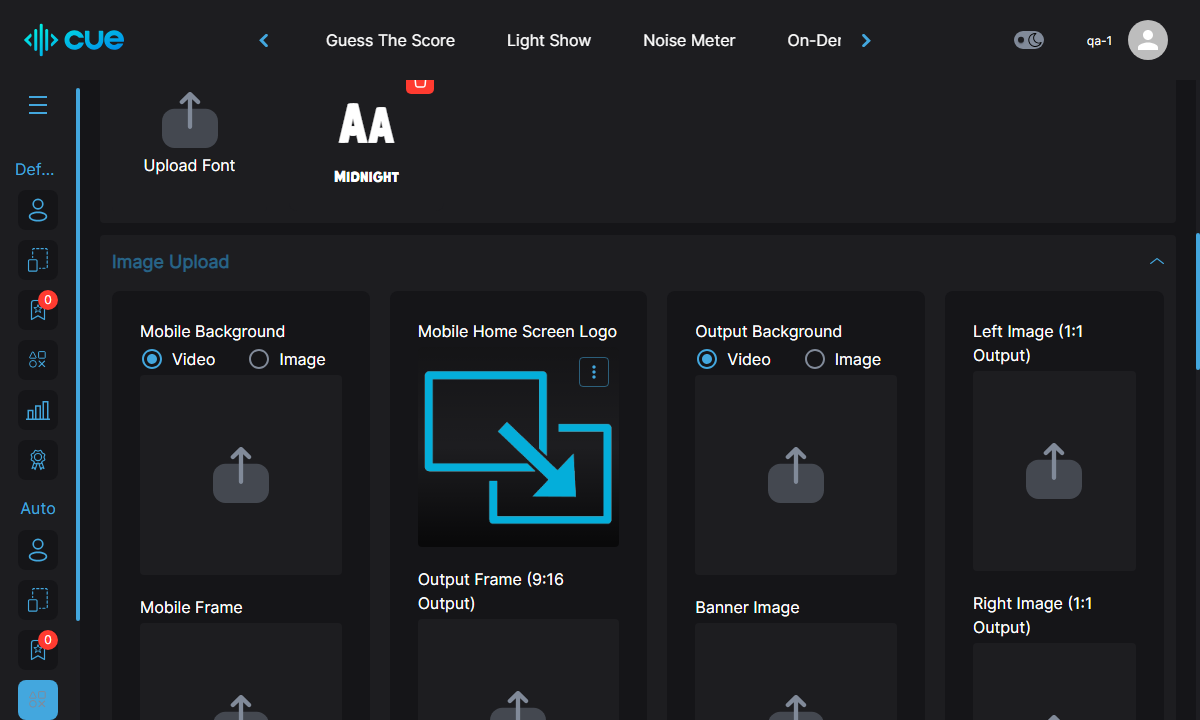 cue
Guess The Score
Light Show
Noise Meter
On-Der
qa-1
Def...
0
Auto
0
Upload Font
AA
MIDNIGHT
Image Upload
Mobile Background
Video
Image
Mobile Frame
Mobile Home Screen Logo
Output Frame (9:16
Output)
Output Background
Video
Image
Banner Image
Left Image (1:1
Output)
Right Image (1:1
Output)